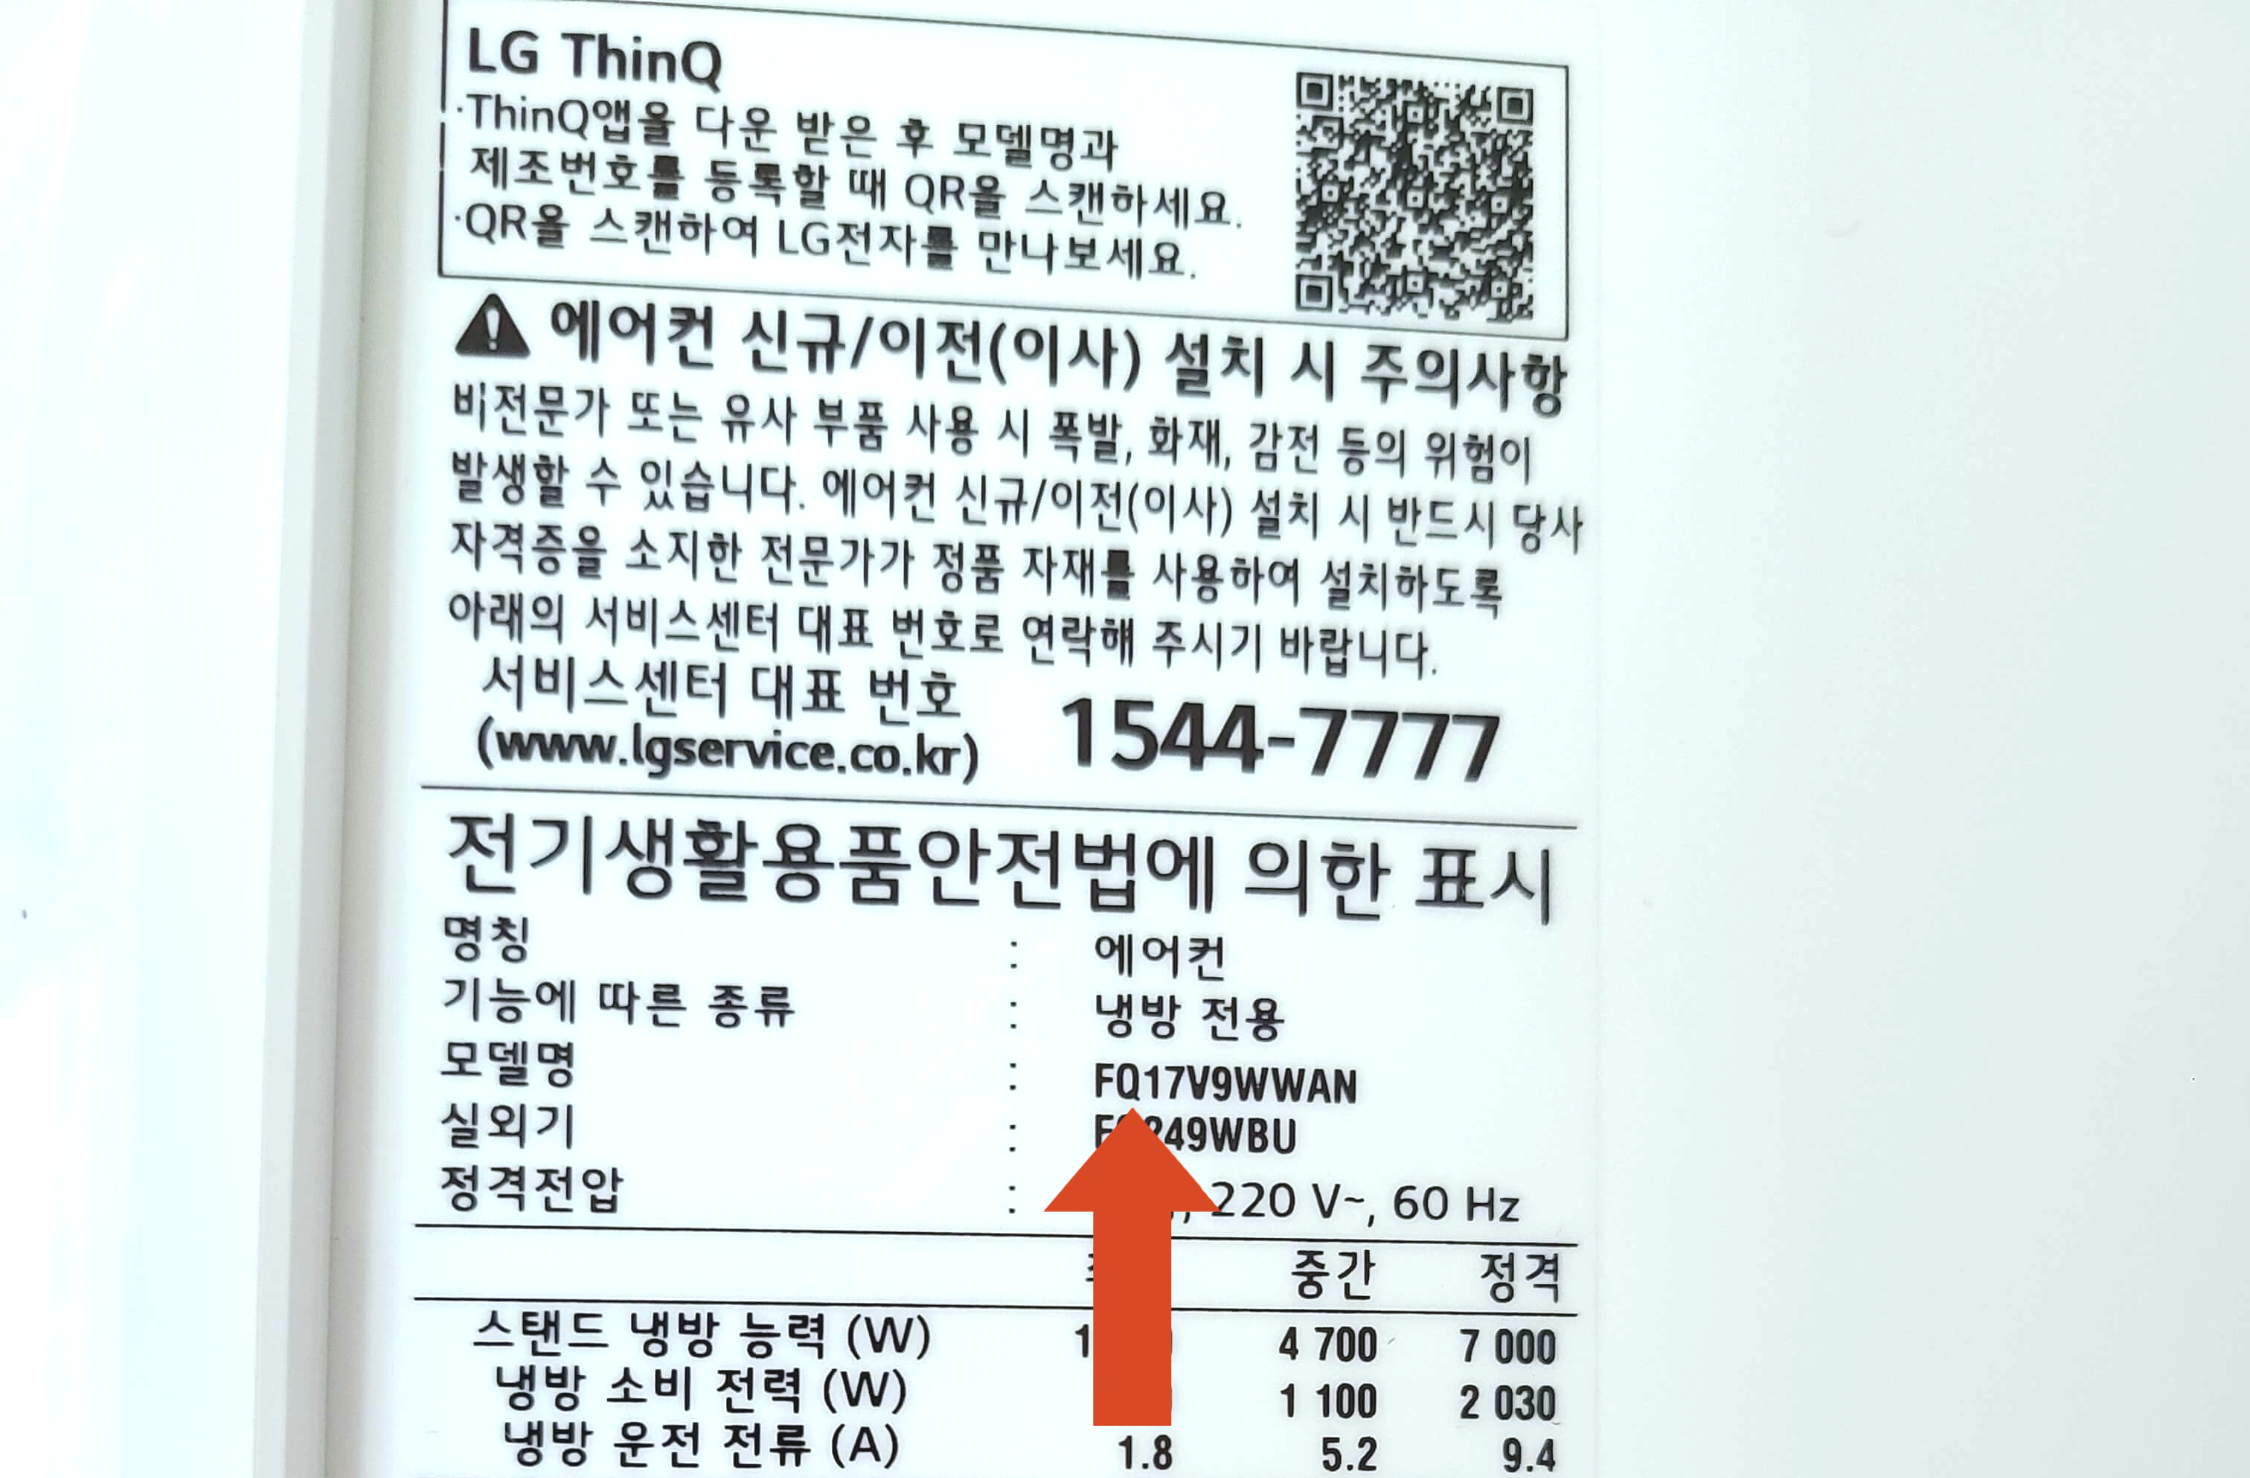 LG ThinQ
·ThinQ앱을 다운 받은 후 모델명과
제조번호를 등록할 때 QR을 스캔하세요.
·QR을 스캔하여 LG전자를 만나보세요.
에어컨 신규/이전(이사) 설치 시 주의사항
비전문가 또는 유사 부품 사용 시 폭발, 화재, 감전 등의 위험이
발생할 수 있습니다. 에어컨 신규/이전(이사) 설치 시 반드시 당사
자격증을 소지한 전문가가 정품 자재를 사용하여 설치하도록
아래의 서비스센터 대표 번호로 연락해 주시기 바랍니다.
서비스센터 대표 번호
(www.lgservice.co.kr) 1544-7777
전기생활용품안전법에 의한 표시
명칭 : 에어컨
기능에 따른 종류 : 냉방 전용
모델명 : FQ17V9WWAN
실외기 :
정격전압 : 220 V~, 60 Hz
중간 정격
스탠드 냉방 능력 (W) 4 700 7 000
냉방 소비 전력 (W) 1 100 2 030
냉방 운전 전류 (A) 1.8 5.2 9.4